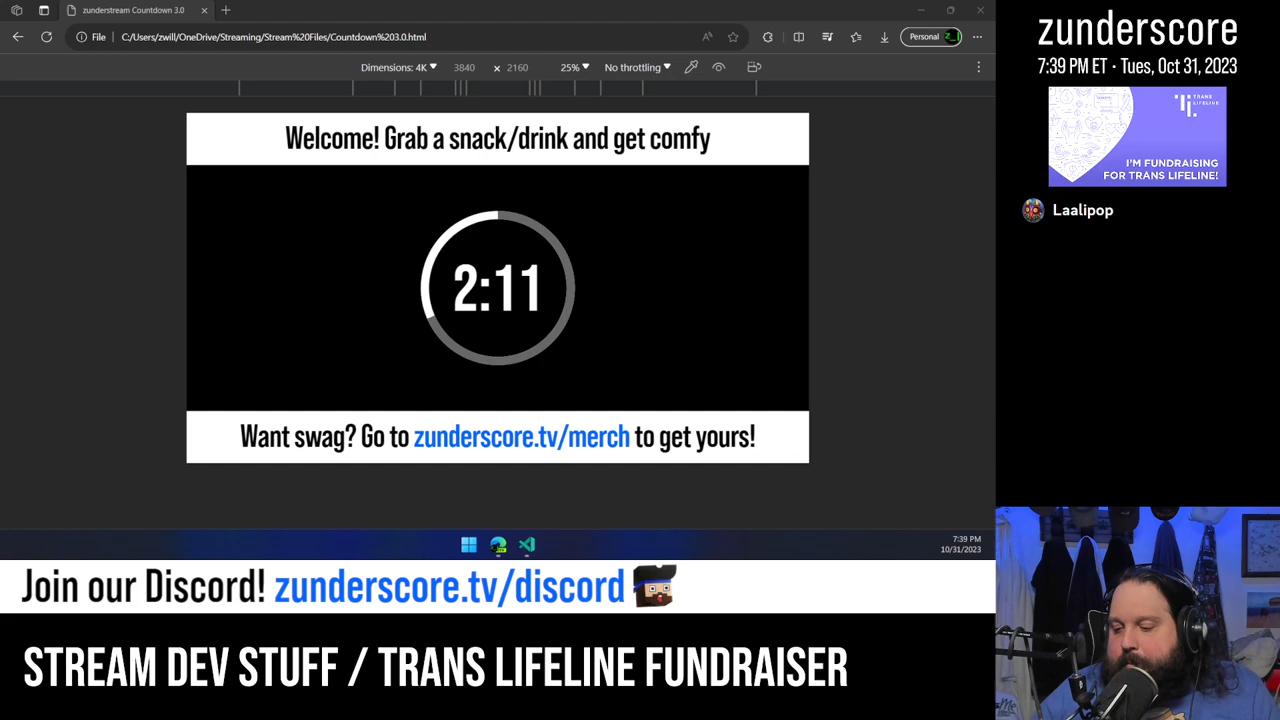 zunderstream Countdown 3.0
File
C:/Users/zwill/OneDrive/Streaming/Stream%20Files/Countdown%203.0.html
Personal
Dimensions: 4K 3840 × 2160 25% No throttling
Welcome! Grab a snack/drink and get comfy
2:11
Want swag? Go to zunderscore.tv/merch to get yours!
7:39 PM
10/31/2023
Join our Discord! zunderscore.tv/discord
STREAM DEV STUFF / TRANS LIFELINE FUNDRAISER
zunderscore
7:39 PM ET · Tues, Oct 31, 2023
TRANS
LIFELINE
I'M FUNDRAISING
FOR TRANS LIFELINE!
Laalipop